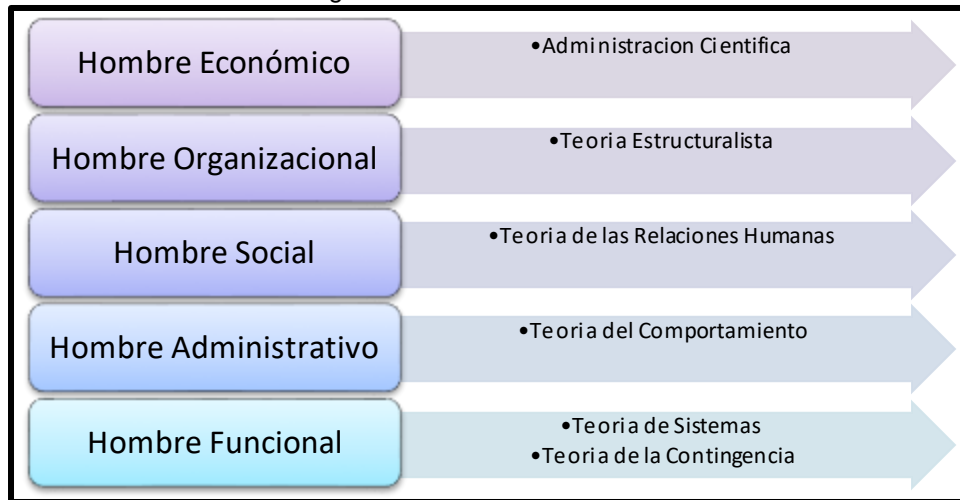 Hombre Económico
•Administracion Cientifica
Hombre Organizacional
•Teoria Estructuralista
Hombre Social
•Teoria de las Relaciones Humanas
Hombre Administrativo
•Teoria del Comportamiento
Hombre Funcional
•Teoria de Sistemas
•Teoria de la Contingencia